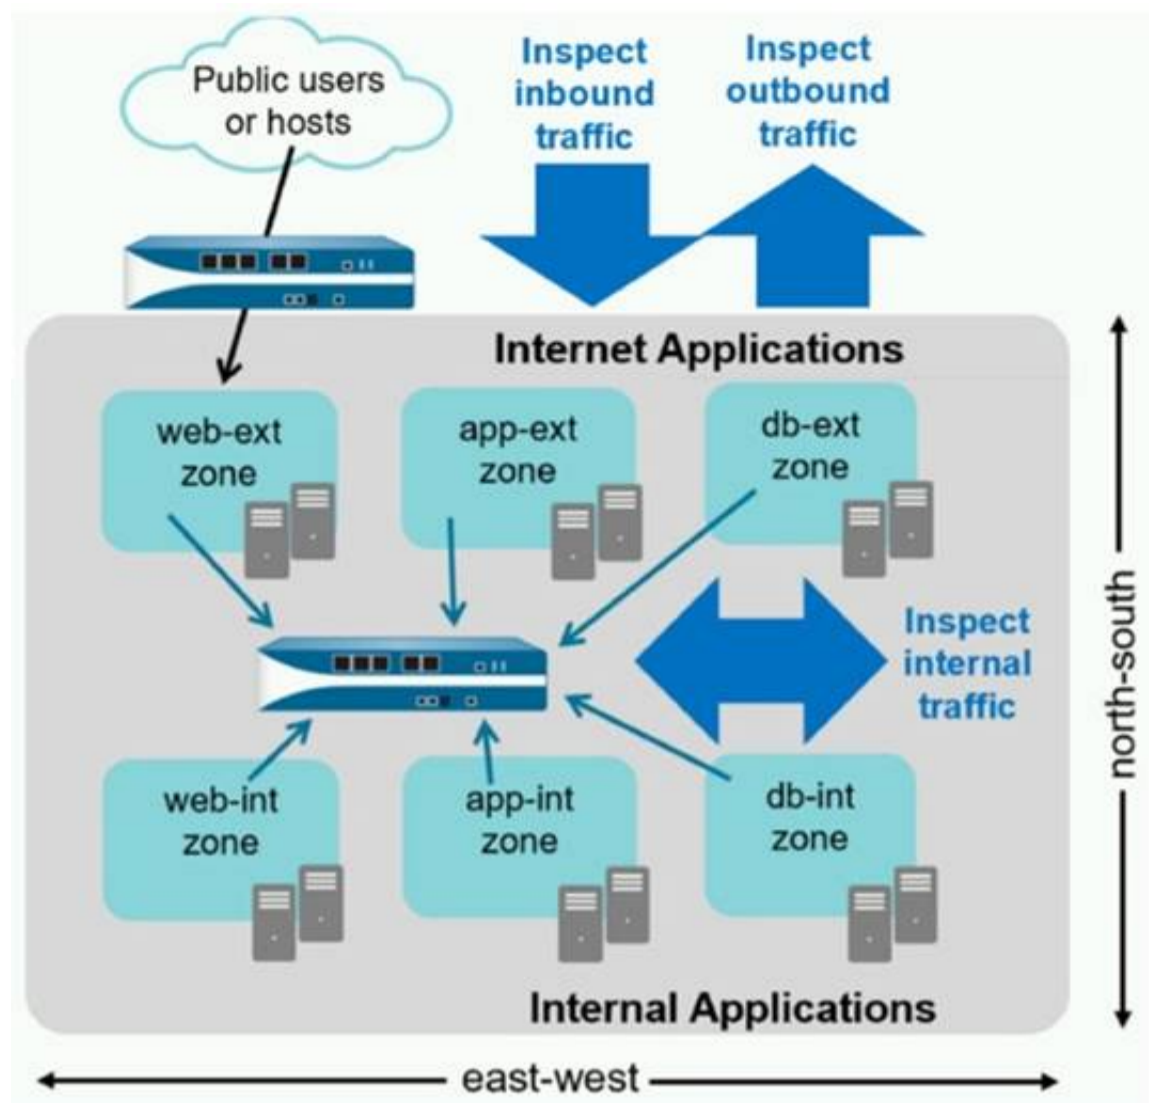 Public users
or hosts
Inspect
inbound
traffic
Inspect
outbound
traffic
Internet Applications
web-ext
zone
app-ext
zone
db-ext
zone
Inspect
internal
traffic
north-south
web-int
zone
app-int
zone
db-int
zone
Internal Applications
east-west